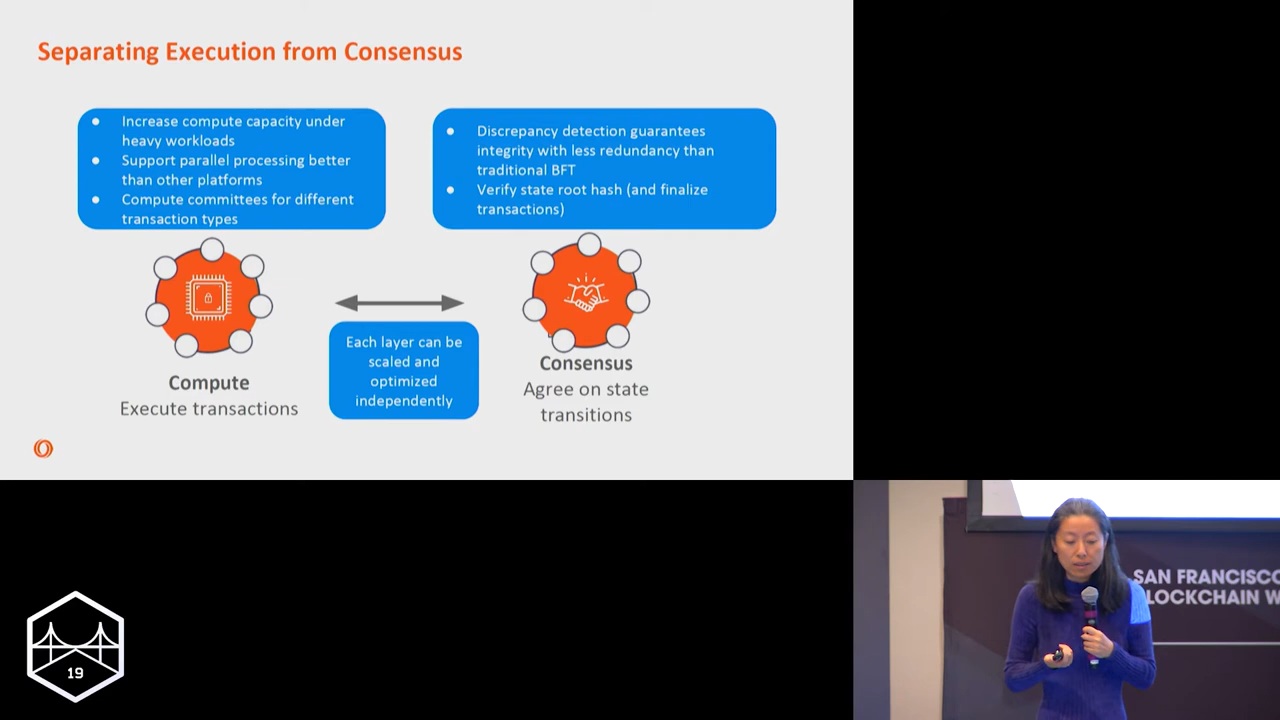 Separating Execution from Consensus
● Increase compute capacity under
heavy workloads
● Support parallel processing better
than other platforms
● Compute committees for different
transaction types
● Discrepancy detection guarantees
integrity with less redundancy than
traditional BFT
● Verify state root hash (and finalize
transactions)
Each layer can be
scaled and
optimized
independently
Compute
Execute transactions
Consensus
Agree on state
transitions
19
SAN FRANCISCO
LOCKCHAIN W